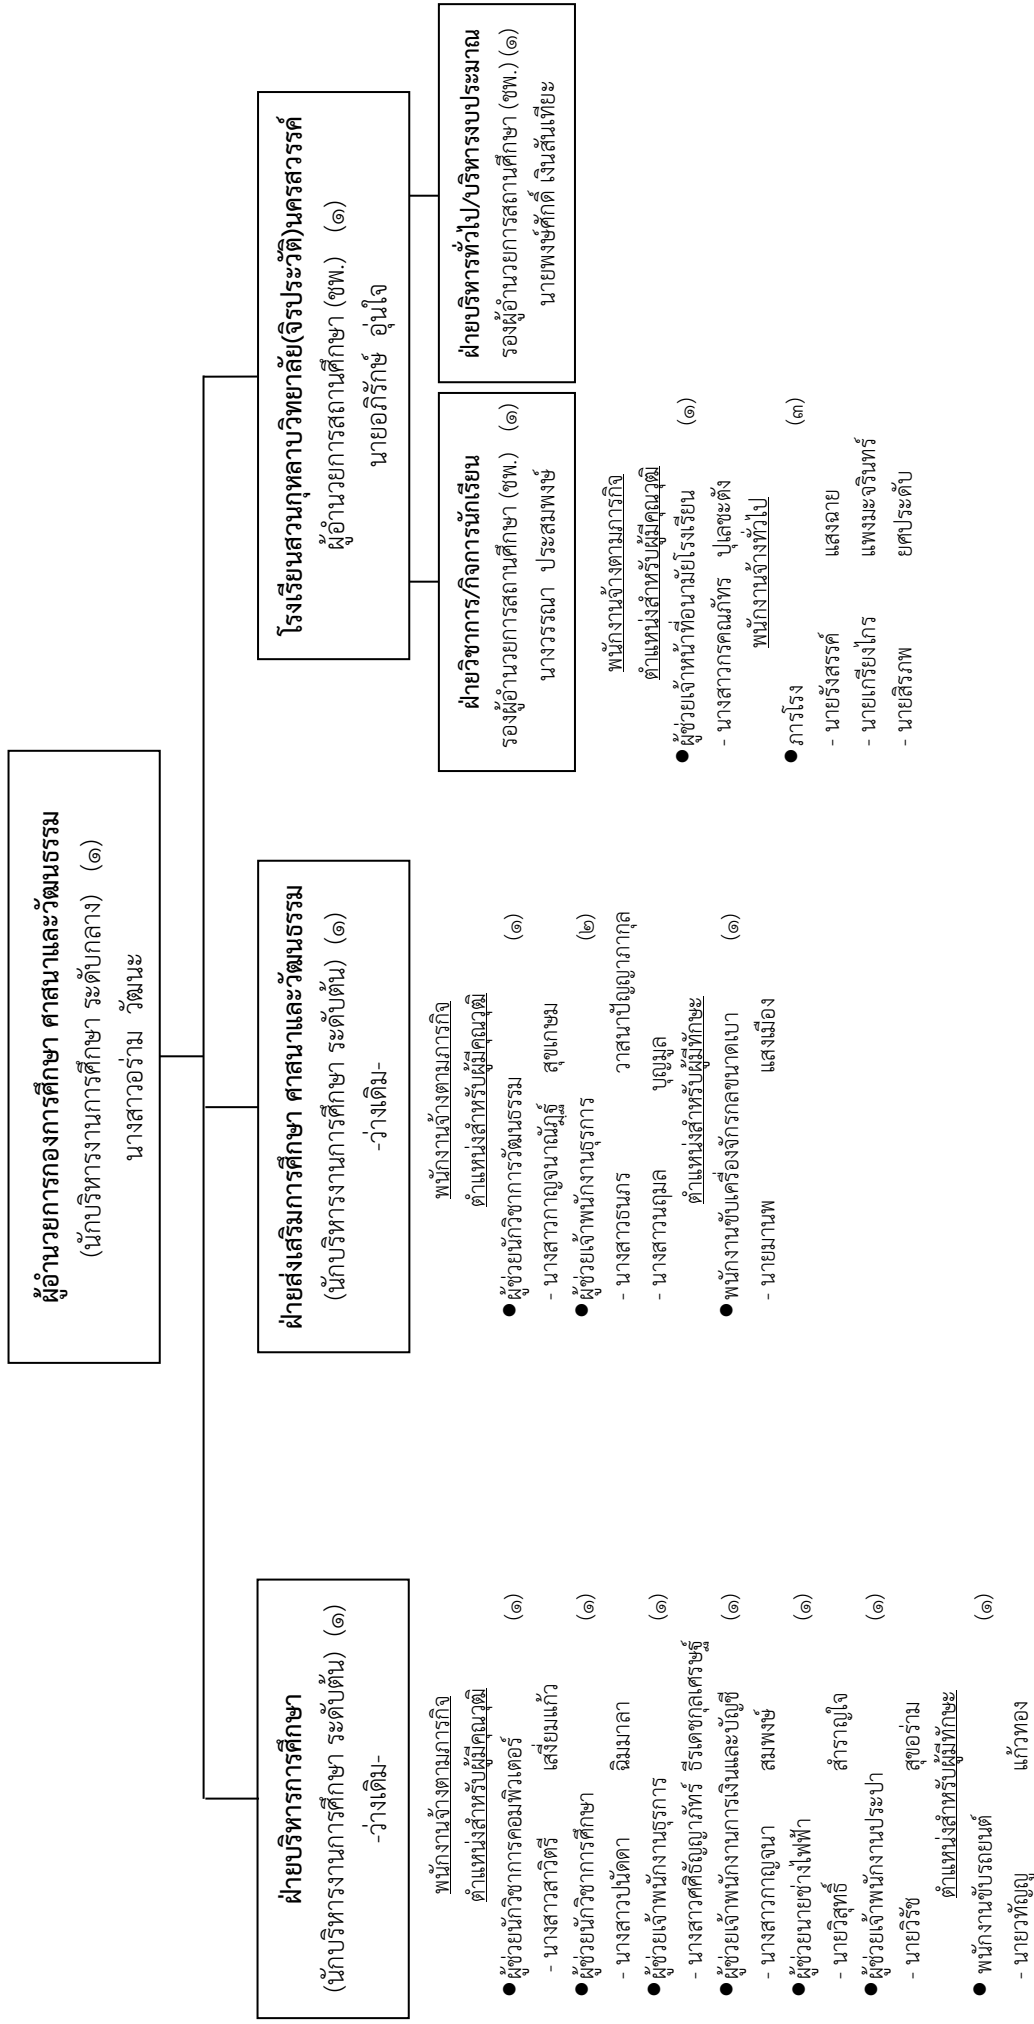 ผู้อำนวยการกองการศึกษา ศาสนาและวัฒนธรรม
(นักบริหารงานการศึกษา ระดับกลาง) (๑)
นางสาวอร่าม วัฒนะ
ฝ่ายบริหารการศึกษา
(นักบริหารงานการศึกษา ระดับต้น) (๑)
-ว่างเดิม-
พนักงานจ้างตามภารกิจ
ตำแหน่งสำหรับผู้มีคุณวุฒิ
●ผู้ช่วยนักวิชาการคอมพิวเตอร์ (๑)
- นางสาวสาวิตรี เสงี่ยมแก้ว
●ผู้ช่วยนักวิชาการศึกษา (๑)
- นางสาวปนัดดา ฉิมมาลา
●ผู้ช่วยเจ้าพนักงานธุรการ (๑)
- นางสาวศศิธัญญาภัทร์ ธีรเดชกุลเศรษฐ์
●ผู้ช่วยเจ้าพนักงานการเงินและบัญชี (๑)
- นางสาวกาญจนา สมพงษ์
●ผู้ช่วยนายช่างไฟฟ้า (๑)
- นายวิสุทธิ์ สำราญใจ
●ผู้ช่วยเจ้าพนักงานประปา (๑)
- นายวิรัช สุขอร่าม
ตำแหน่งสำหรับผู้มีทักษะ
● พนักงานขับรถยนต์ (๑)
- นายวทัญญู แก้วทอง
ฝ่ายส่งเสริมการศึกษา ศาสนาและวัฒนธรรม
(นักบริหารงานการศึกษา ระดับต้น) (๑)
-ว่างเดิม-
พนักงานจ้างตามภารกิจ
ตำแหน่งสำหรับผู้มีคุณวุฒิ
●ผู้ช่วยนักวิชาการวัฒนธรรม (๑)
- นางสาวกาญจนาณัฏฐ์ สุขเกษม
●ผู้ช่วยเจ้าพนักงานธุรการ (๒)
- นางสาวธนภร วาสนาปัญญาภากุล
- นางสาวนฤมล บุญมูล
ตำแหน่งสำหรับผู้มีทักษะ
●พนักงานขับเครื่องจักรกลขนาดเบา (๑)
- นายมานพ แสงเมือง
โรงเรียนสวนกุหลาบวิทยาลัย(จิรประวัติ)นครสวรรค์
ผู้อำนวยการสถานศึกษา (ชพ.) (๑)
นายอภิรักษ์ อุ่นใจ
ฝ่ายวิชาการ/กิจการนักเรียน
รองผู้อำนวยการสถานศึกษา (ชพ.) (๑)
นางวรรณา ประสมพงษ์
ฝ่ายบริหารทั่วไป/บริหารงบประมาณ
รองผู้อำนวยการสถานศึกษา (ชพ.) (๑)
นายพงษ์ศักดิ์ เงินสันเทียะ
พนักงานจ้างตามภารกิจ
ตำแหน่งสำหรับผู้มีคุณวุฒิ
●ผู้ช่วยเจ้าหน้าที่อนามัยโรงเรียน (๑)
- นางสาวกรคณภัทร ปุเลชะตัง
พนักงานจ้างทั่วไป
●ภารโรง (๓)
- นายรังสรรค์ แสงฉาย
- นายเกรียงไกร แพงมะจรินทร์
- นายสิรภพ ยศประดับ